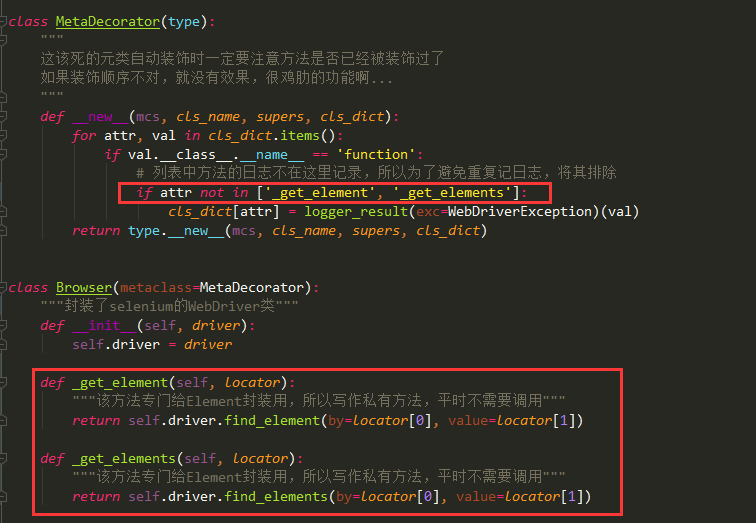 class MetaDecorator(type):
"""
这该死的元类自动装饰时一定要注意方法是否已经被装饰过了
如果装饰顺序不对，就没有效果，很鸡肋的功能啊...
"""
def __new__(mcs, cls_name, supers, cls_dict):
for attr, val in cls_dict.items():
if val.__class__.__name__ == 'function':
# 列表中方法的日志不在这里记录，所以为了避免重复记日志，将其排除
if attr not in ['_get_element', '_get_elements']:
cls_dict[attr] = logger_result(exc=WebDriverException)(val)
return type.__new__(mcs, cls_name, supers, cls_dict)
class Browser(metaclass=MetaDecorator):
"""封装了selenium的WebDriver类"""
def __init__(self, driver):
self.driver = driver
def _get_element(self, locator):
"""该方法专门给Element封装用，所以写作私有方法，平时不需要调用"""
return self.driver.find_element(by=locator[0], value=locator[1])
def _get_elements(self, locator):
"""该方法专门给Element封装用，所以写作私有方法，平时不需要调用"""
return self.driver.find_elements(by=locator[0], value=locator[1])